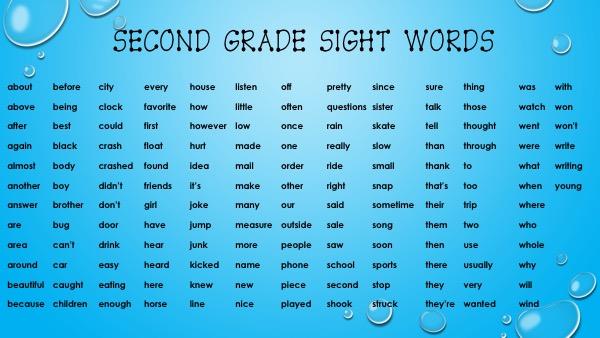 SECOND GRADE SIGHT WORDS
about before city every house listen off pretty since sure thing was with
above being clock favorite how little often questions sister talk those watch won
after best could first however low once rain skate tell thought went won't
again black crash float hurt made one really slow than through were write
almost body crashed found idea mail order ride small thank to what writing
another boy didn't friends it's make other right snap that's too when young
answer brother don't girl joke many our said sometime their trip where
are bug door have jump measure outside sale song them two who
area can't drink hear junk more people saw soon then use whole
around car easy heard kicked name phone school sports there usually why
beautiful caught eating here knew new piece second stop they very will
because children enough horse line nice played shook struck they're wanted wind